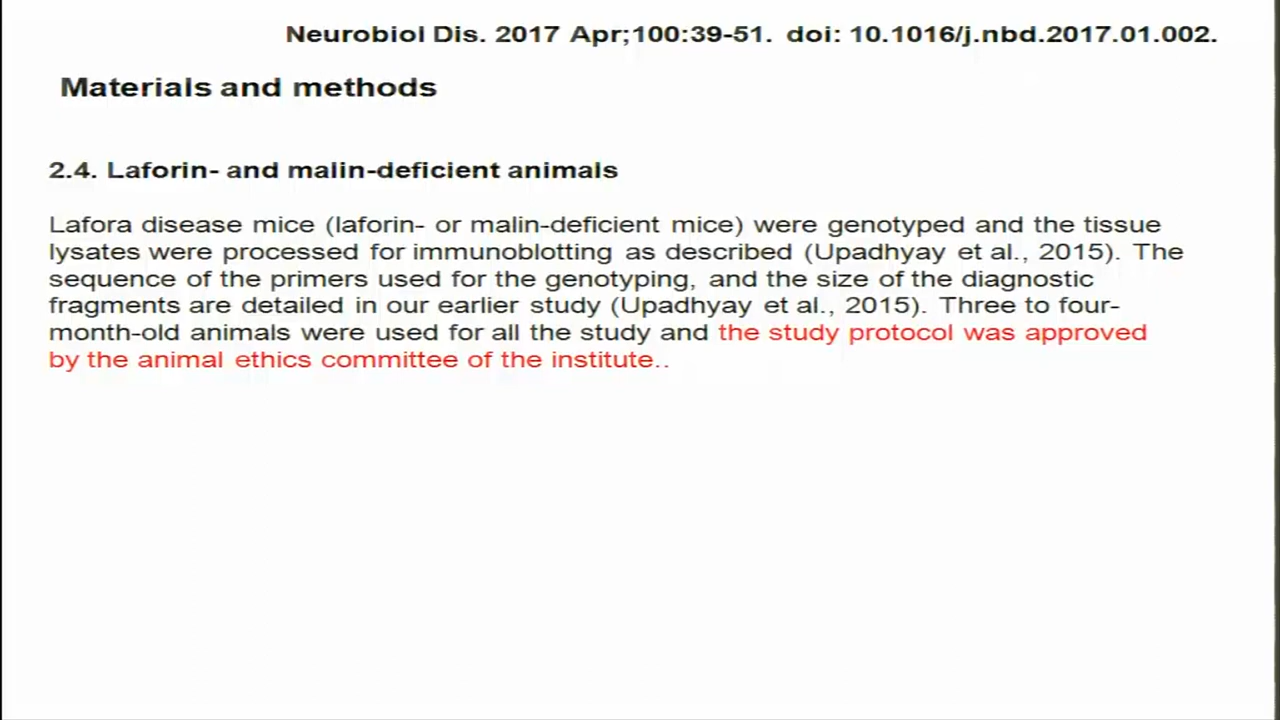 Neurobiol Dis. 2017 Apr;100:39-51. doi: 10.1016/j.nbd.2017.01.002.
Materials and methods
2.4. Laforin- and malin-deficient animals
Lafora disease mice (laforin- or malin-deficient mice) were genotyped and the tissue
lysates were processed for immunoblotting as described (Upadhyay et al., 2015). The
sequence of the primers used for the genotyping, and the size of the diagnostic
fragments are detailed in our earlier study (Upadhyay et al., 2015). Three to four-
month-old animals were used for all the study and the study protocol was approved
by the animal ethics committee of the institute..